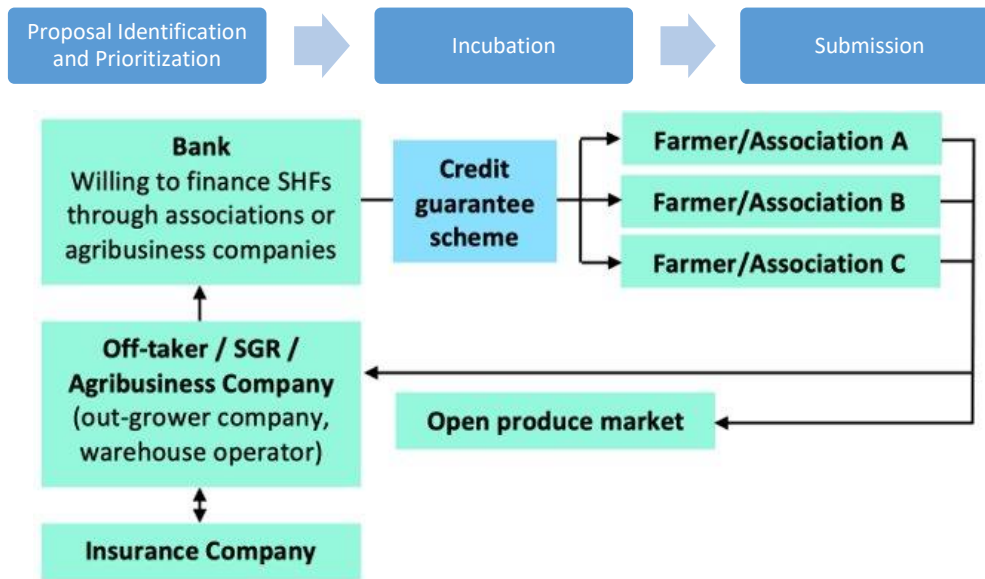 Proposal Identification
and Prioritization
Incubation
Submission
Bank
Willing to finance SHFs
through associations or
agribusiness companies
Credit
guarantee
scheme
Farmer/Association A
Farmer/Association B
Farmer/Association C
Off-taker / SGR /
Agribusiness Company
(out-grower company,
warehouse operator)
Open produce market
Insurance Company